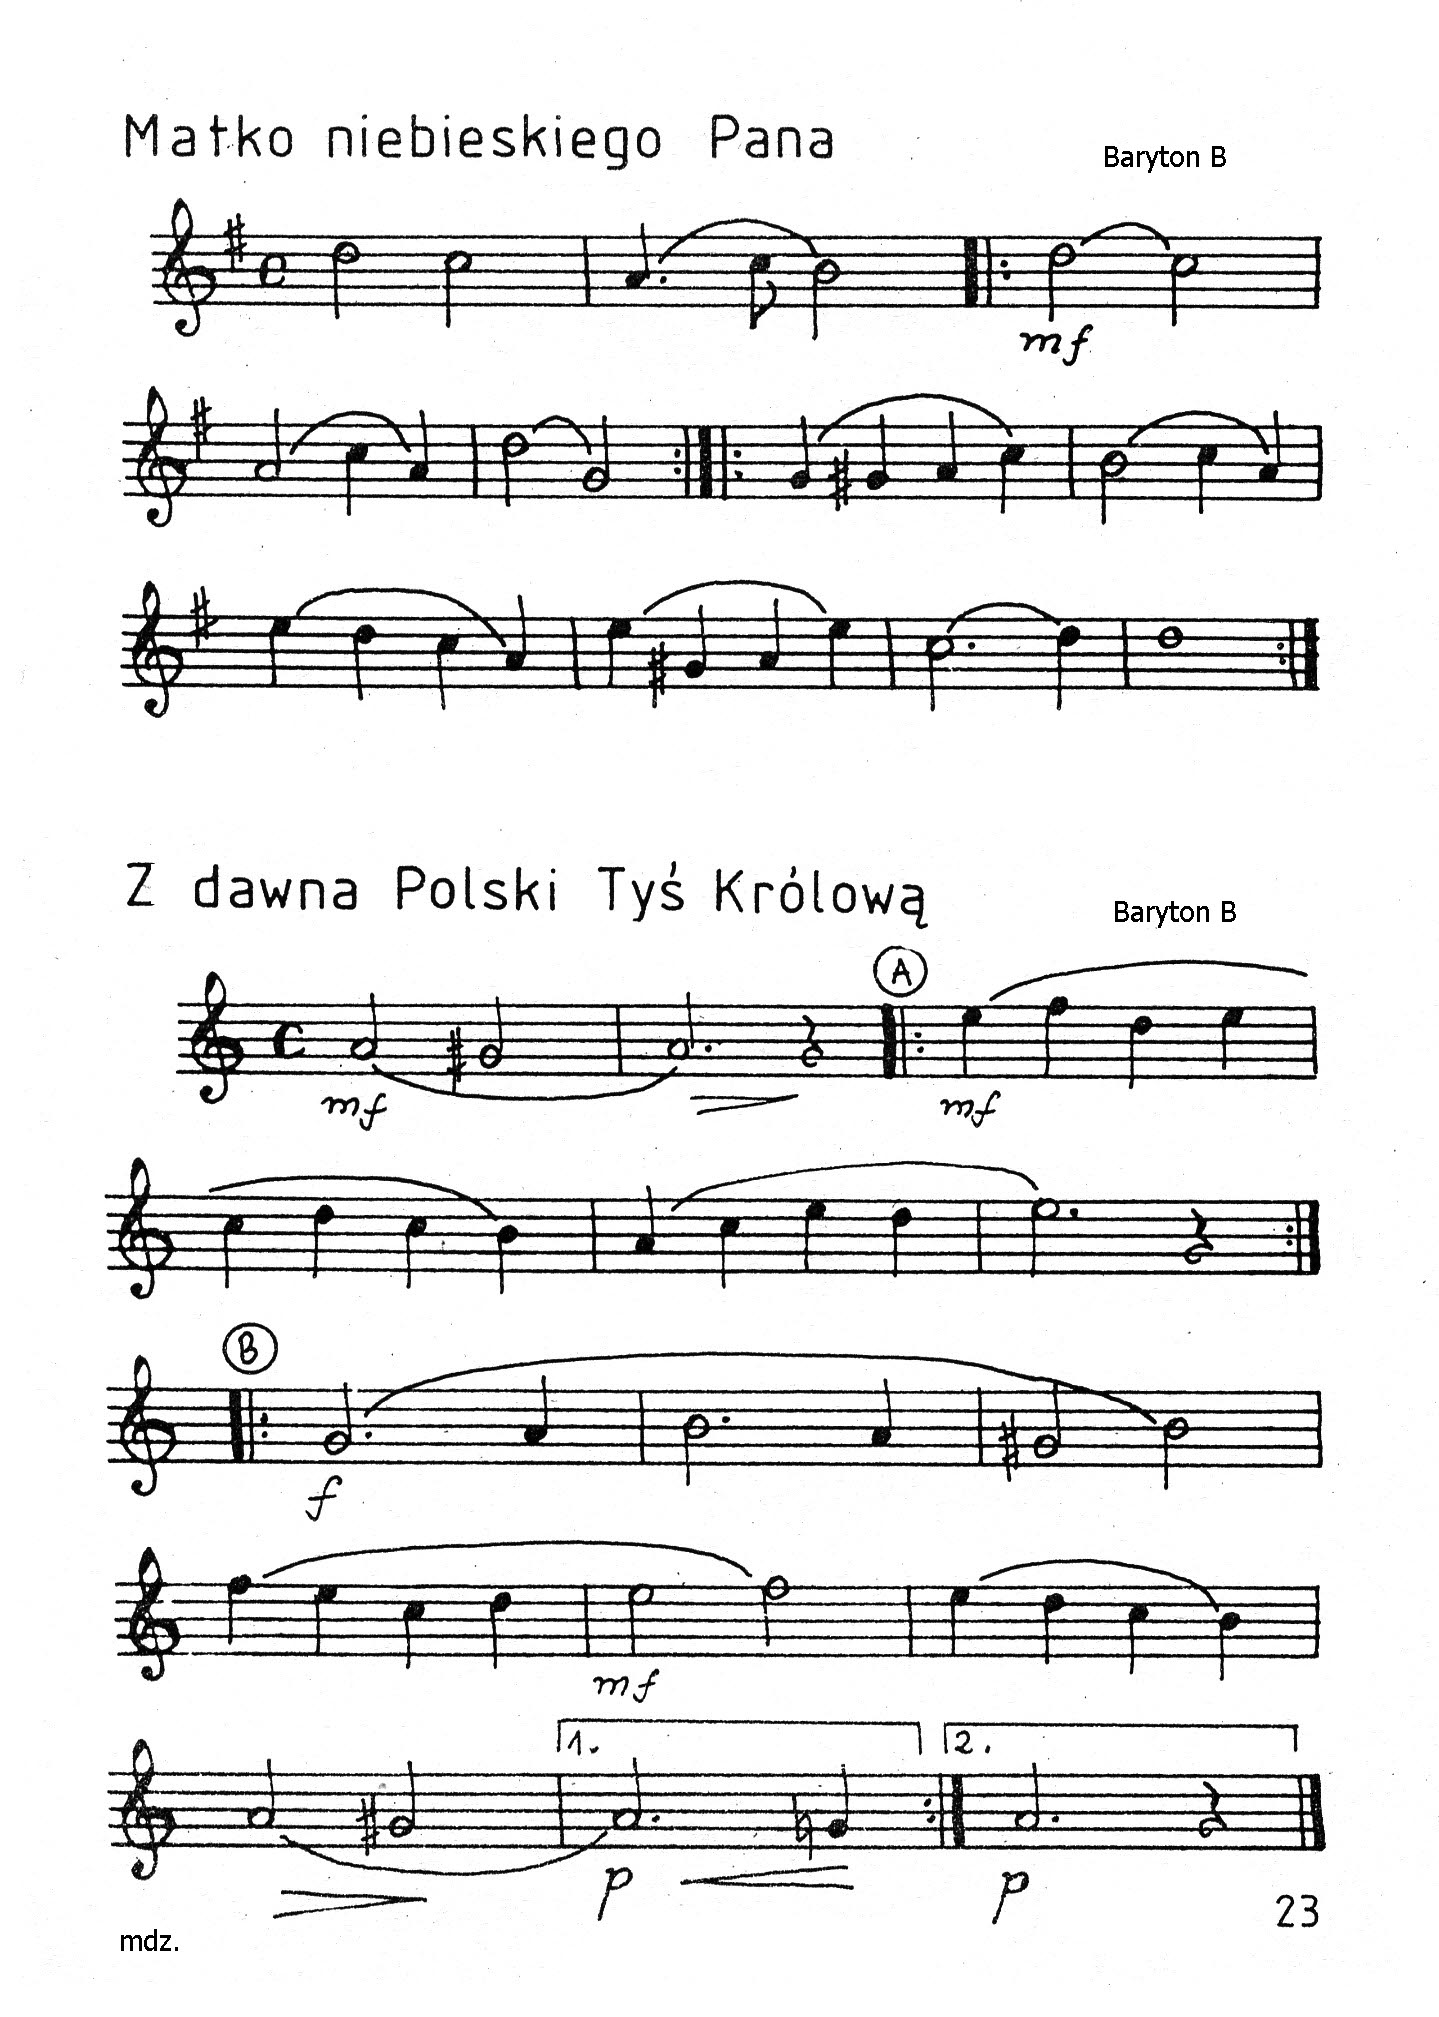 Matko niebieskiego Pana
Baryton B
mf
Z dawna Polski Tyś Królową
Baryton B
A
mf
mf
B
f
mf
1.
2.
p
p
23
mdz.